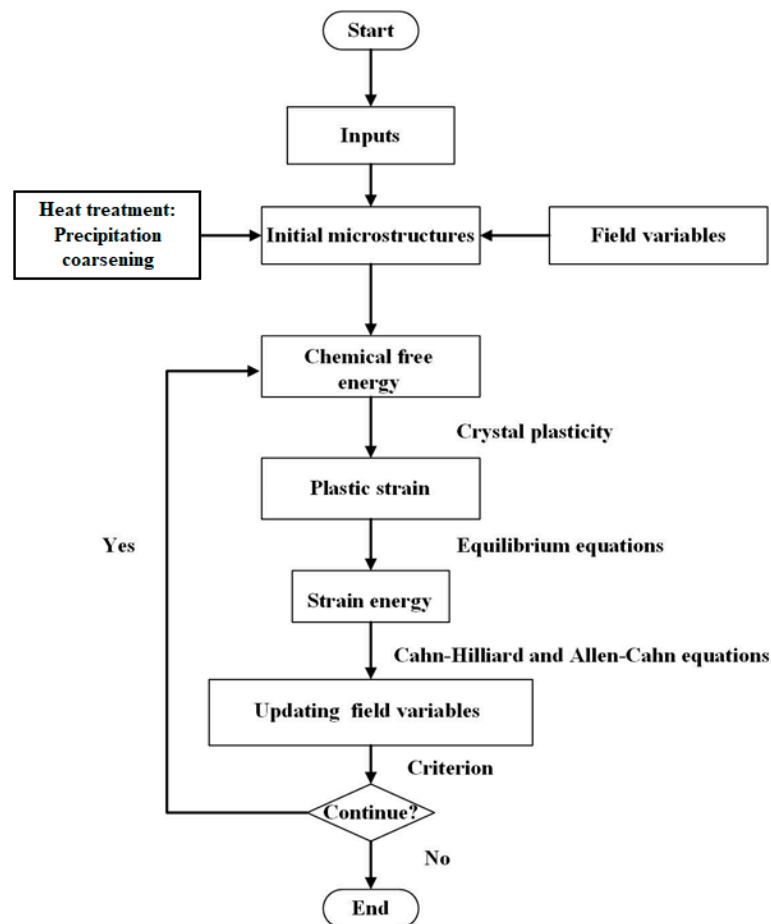 Start
Inputs
Heat treatment:
Precipitation
coarsening
Initial microstructures
Field variables
Chemical free
energy
Crystal plasticity
Plastic strain
Yes
Equilibrium equations
Strain energy
Cahn-Hilliard and Allen-Cahn equations
Updating field variables
Criterion
Continue?
No
End